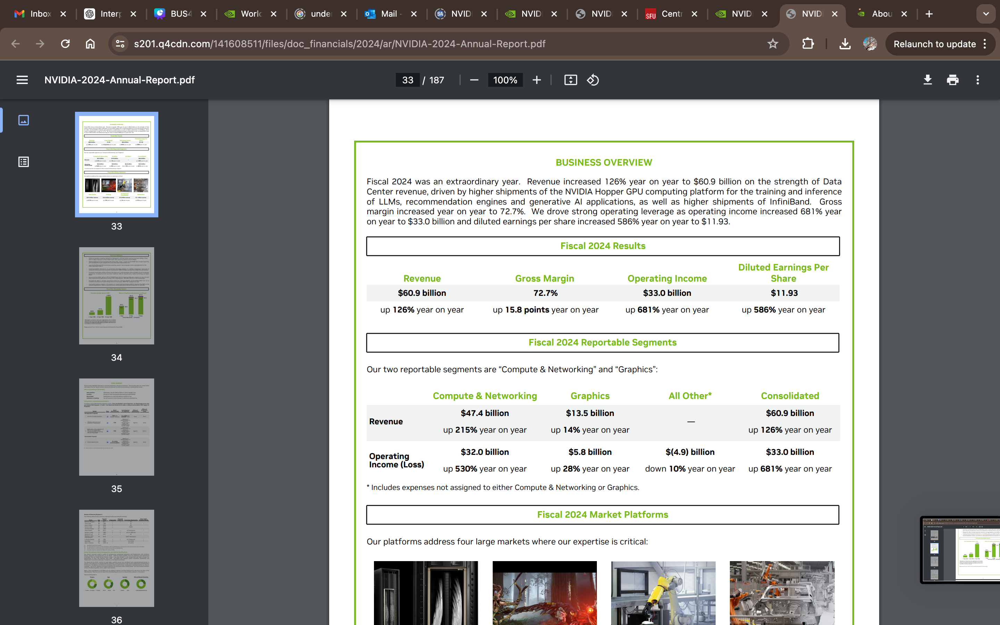 Inbox
Inter
BUS4
World
under
Mail -
NVID
NVID
NVID
SFU
Centr
NVID
NVID
Abou
s201.q4cdn.com/141608511/files/doc_financials/2024/ar/NVIDIA-2024-Annual-Report.pdf
Relaunch to update
NVIDIA-2024-Annual-Report.pdf
33 / 187
100%
33
34
35
36
BUSINESS OVERVIEW
Fiscal 2024 was an extraordinary year. Revenue increased 126% year on year to $60.9 billion on the strength of Data
Center revenue, driven by higher shipments of the NVIDIA Hopper GPU computing platform for the training and inference
of LLMs, recommendation engines and generative AI applications, as well as higher shipments of InfiniBand. Gross
margin increased year on year to 72.7%. We drove strong operating leverage as operating income increased 681% year
on year to $33.0 billion and diluted earnings per share increased 586% year on year to $11.93.
Fiscal 2024 Results
Revenue Gross Margin Operating Income Diluted Earnings Per Share
$60.9 billion 72.7% $33.0 billion $11.93
up 126% year on year up 15.8 points year on year up 681% year on year up 586% year on year
Fiscal 2024 Reportable Segments
Our two reportable segments are “Compute & Networking” and “Graphics”:
Compute & Networking Graphics All Other* Consolidated
Revenue
$47.4 billion $13.5 billion — $60.9 billion
up 215% year on year up 14% year on year up 126% year on year
Operating
Income (Loss)
$32.0 billion $5.8 billion $(4.9) billion $33.0 billion
up 530% year on year up 28% year on year down 10% year on year up 681% year on year
* Includes expenses not assigned to either Compute & Networking or Graphics.
Fiscal 2024 Market Platforms
Our platforms address four large markets where our expertise is critical: